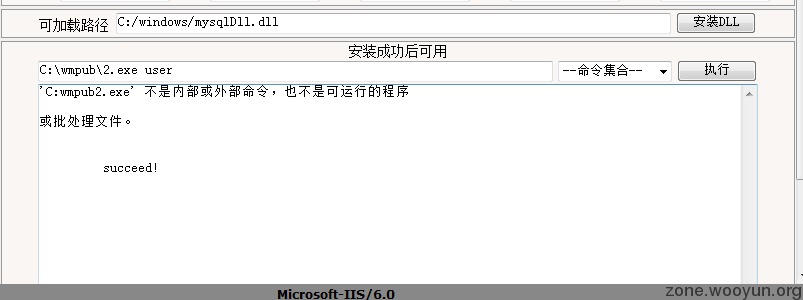 可加载路径 C:/windows/mysqlDll.dll 安装DLL
安装成功后可用
C:\wmpub\2.exe user --命令集合-- 执行
'C:wmpub2.exe' 不是内部或外部命令，也不是可运行的程序
或批处理文件。
succeed!
Microsoft-IIS/6.0
zone.wooyun.org